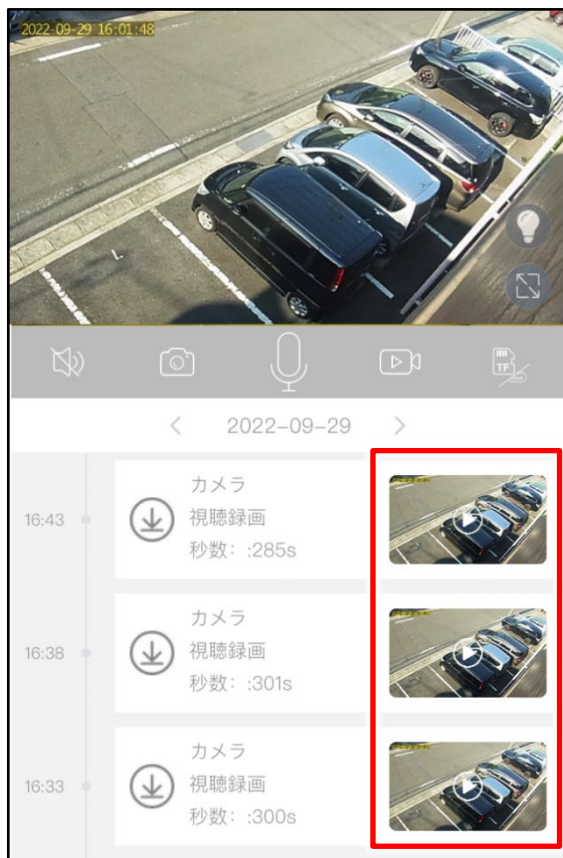 2022-09-29 16:01:48
TF
2022-09-29
カメラ
16:43
視聴録画
秒数: :285s
カメラ
16:38
視聴録画
秒数: :301s
カメラ
16:33
視聴録画
秒数: :300s